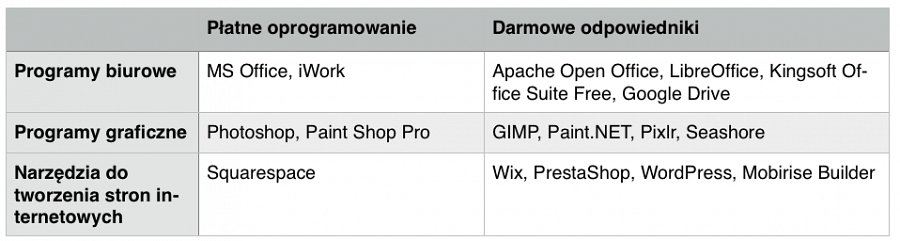 Płatne oprogramowanie Darmowe odpowiedniki
Programy biurowe MS Office, iWork Apache Open Office, LibreOffice, Kingsoft Of-
fice Suite Free, Google Drive
Programy graficzne Photoshop, Paint Shop Pro GIMP, Paint.NET, Pixlr, Seashore
Narzędzia do Squarespace Wix, PrestaShop, WordPress, Mobirise Builder
tworzenia stron in-
ternetowych